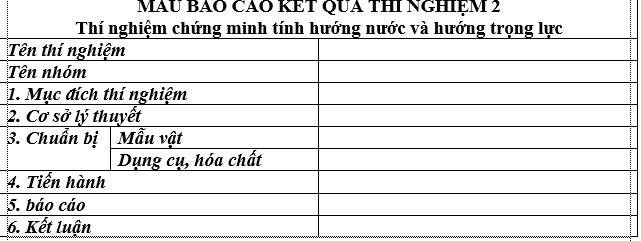 MẪU BÁO CÁO KẾT QUẢ THÍ NGHIỆM 2
Thí nghiệm chứng minh tính hướng nước và hướng trọng lực
Tên thí nghiệm
Tên nhóm
1. Mục đích thí nghiệm
2. Cơ sở lý thuyết
3. Chuẩn bị
Mẫu vật
Dụng cụ, hóa chất
4. Tiến hành
5. báo cáo
6. Kết luận